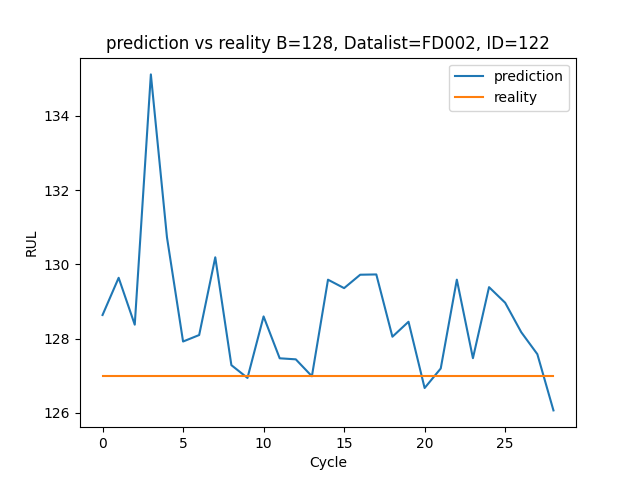 prediction vs reality B=128, Datalist=FD002, ID=122
prediction
reality
134
132
130
128
126
RUL
0 5 10 15 20 25
Cycle